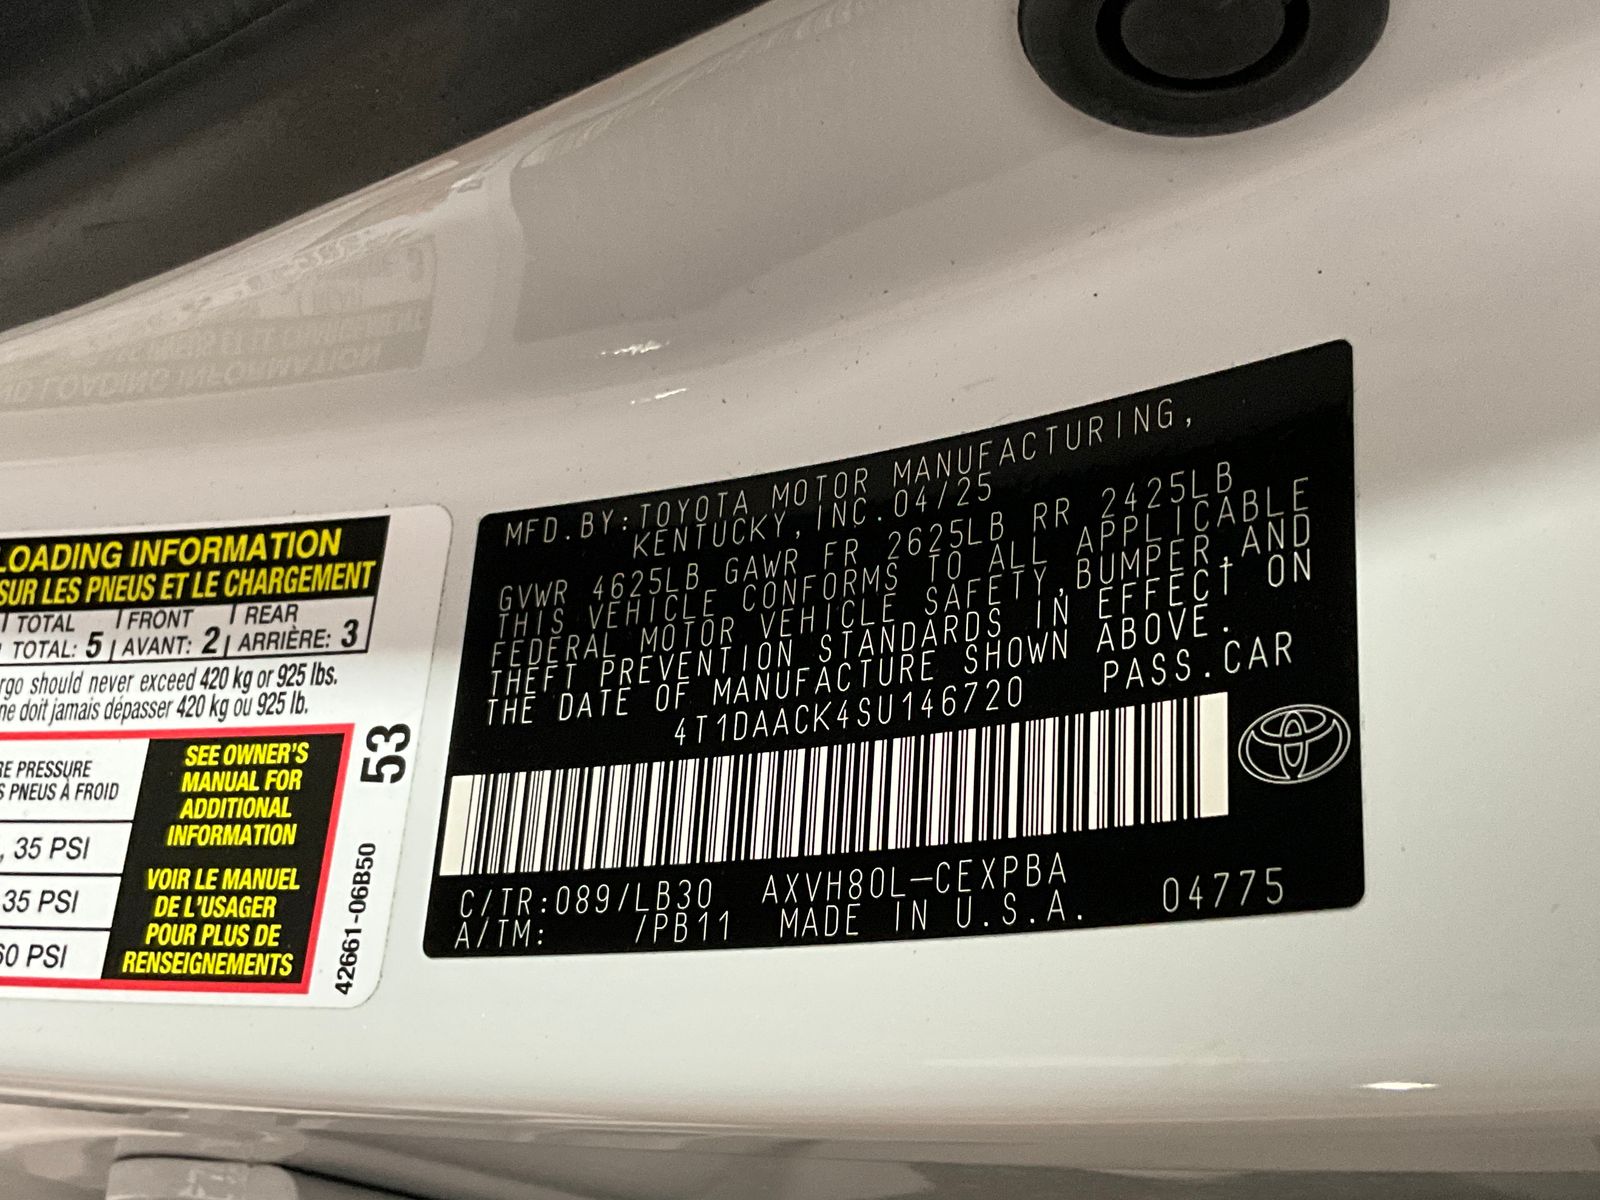 LOADING INFORMATION
SUR LES PNEUS ET LE CHARGEMENT
TOTAL | FRONT | REAR
TOTAL: 5 | AVANT: 2 | ARRIÈRE: 3
should never exceed 420 kg or 925 lbs.
doit jamais dépasser 420 kg ou 925 lb.
PRESSURE
PNEUS À FROID
, 35 PSI
35 PSI
60 PSI
SEE OWNER'S
MANUAL FOR
ADDITIONAL
INFORMATION
VOIR LE MANUEL
DE L'USAGER
POUR PLUS DE
RENSEIGNEMENTS
53
42661-06B50
MFD.BY:TOYOTA MOTOR MANUFACTURING,
KENTUCKY, INC.04/25
GVWR 4625LB GAWR FR 2625LB RR 2425LB
THIS VEHICLE CONFORMS TO ALL APPLICABLE
FEDERAL MOTOR VEHICLE SAFETY,BUMPER,AND
THEFT PREVENTION STANDARDS IN EFFECT ON
THE DATE OF MANUFACTURE SHOWN ABOVE.
4T1DAACK4SU146720 PASS.CAR
C/TR:089/LB30 AXVH80L-CEXPBA
A/TM: /PB11 MADE IN U.S.A. 04775